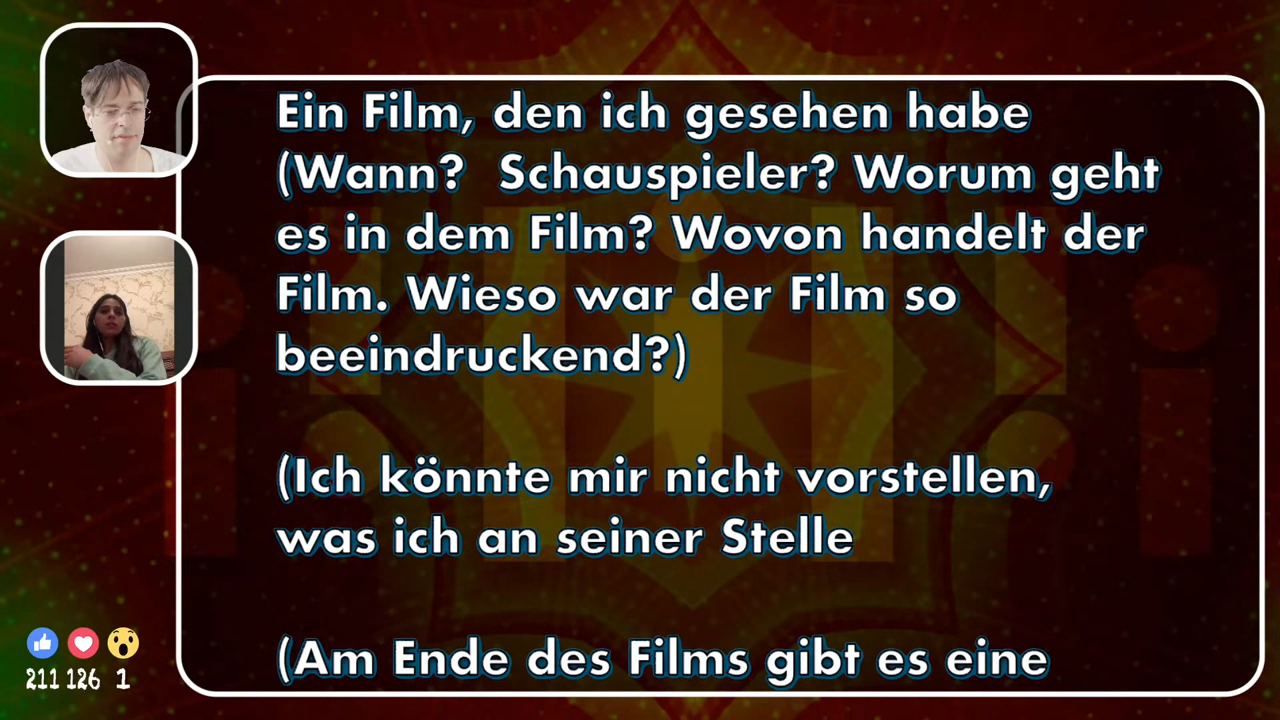 Ein Film, den ich gesehen habe
(Wann?  Schauspieler? Worum geht
es in dem Film? Wovon handelt der
Film. Wieso war der Film so
beeindruckend?)
(Ich könnte mir nicht vorstellen,
was ich an seiner Stelle
(Am Ende des Films gibt es eine
211 126 1